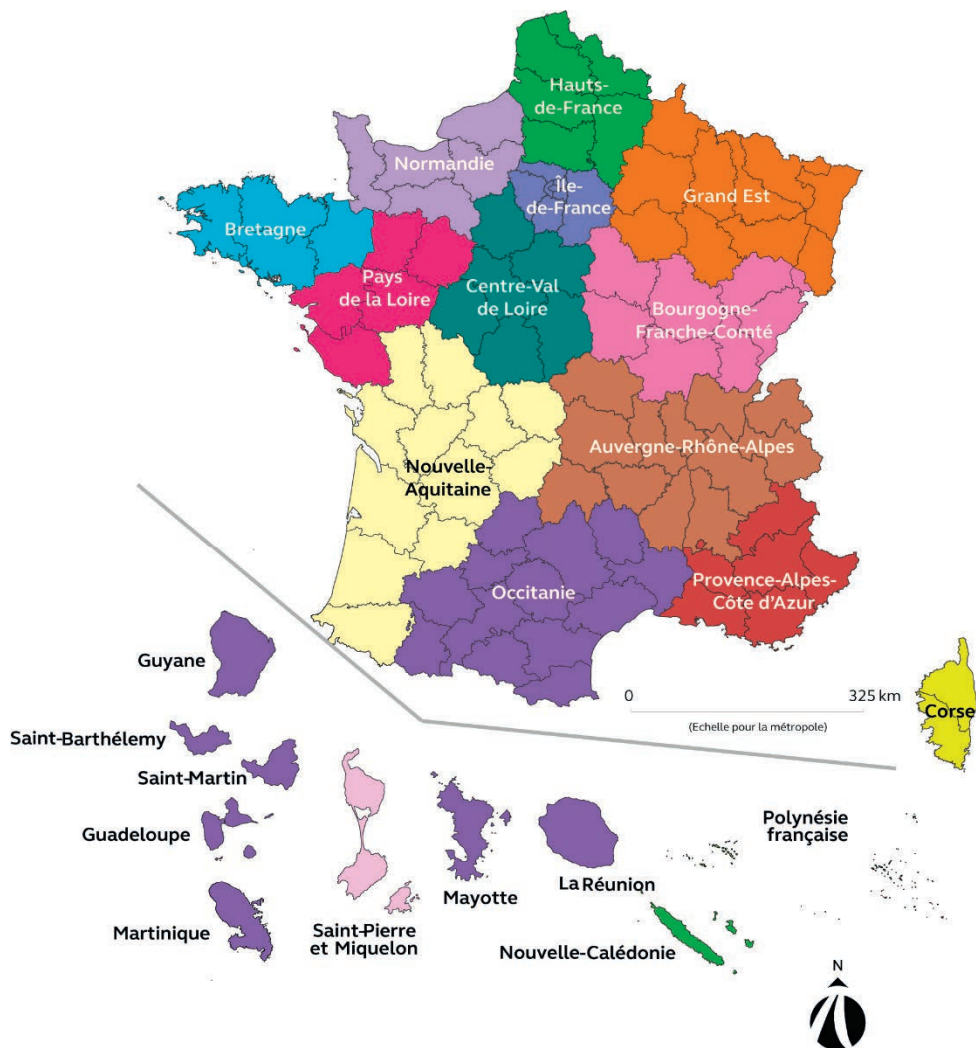 Hauts-
de-France
Normandie
Île-
de-France
Grand Est
Bretagne
Pays
de la Loire
Centre-Val
de Loire
Bourgogne-
Franche-Comté
Auvergne-Rhône-Alpes
Nouvelle-
Aquitaine
Occitanie
Provence-Alpes-
Côte d'Azur
Corse
0 325 km
(Echelle pour la métropole)
Guyane
Saint-Barthélemy
Saint-Martin
Guadeloupe
Martinique
Saint-Pierre
et Miquelon
Mayotte
La Réunion
Polynésie
française
Nouvelle-Calédonie
N